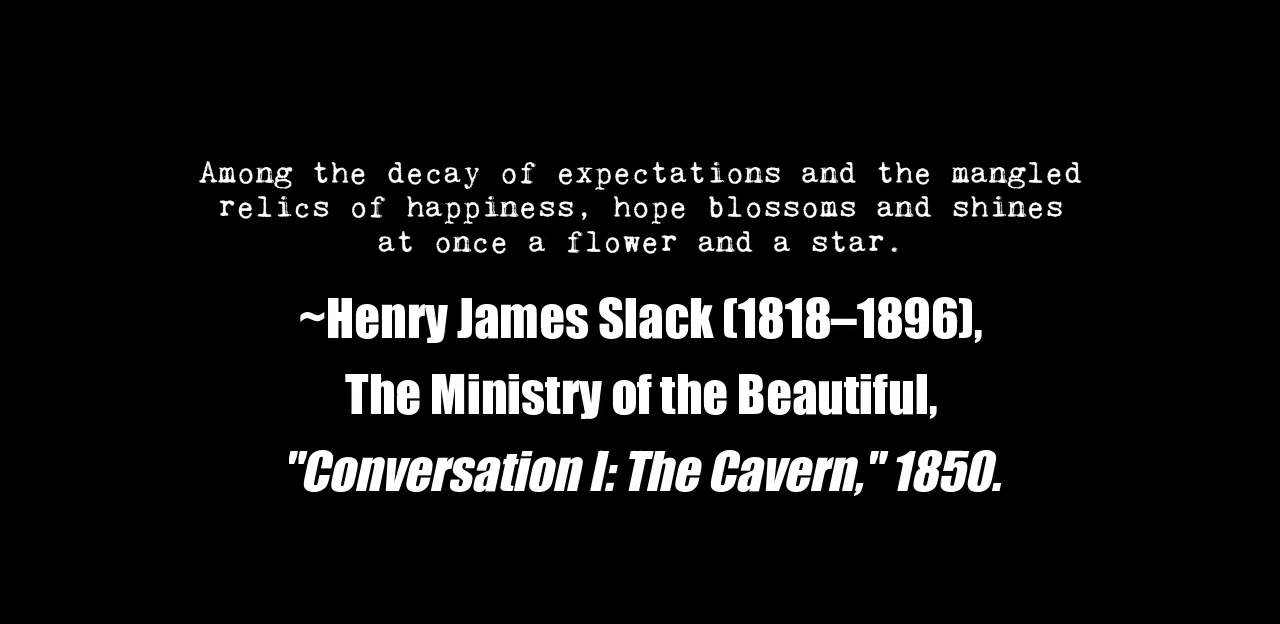 Among the decay of expectations and the mangled
relics of happiness, hope blossoms and shines
at once a flower and a star.
~Henry James Slack (1818–1896),
The Ministry of the Beautiful,
"Conversation I: The Cavern," 1850.